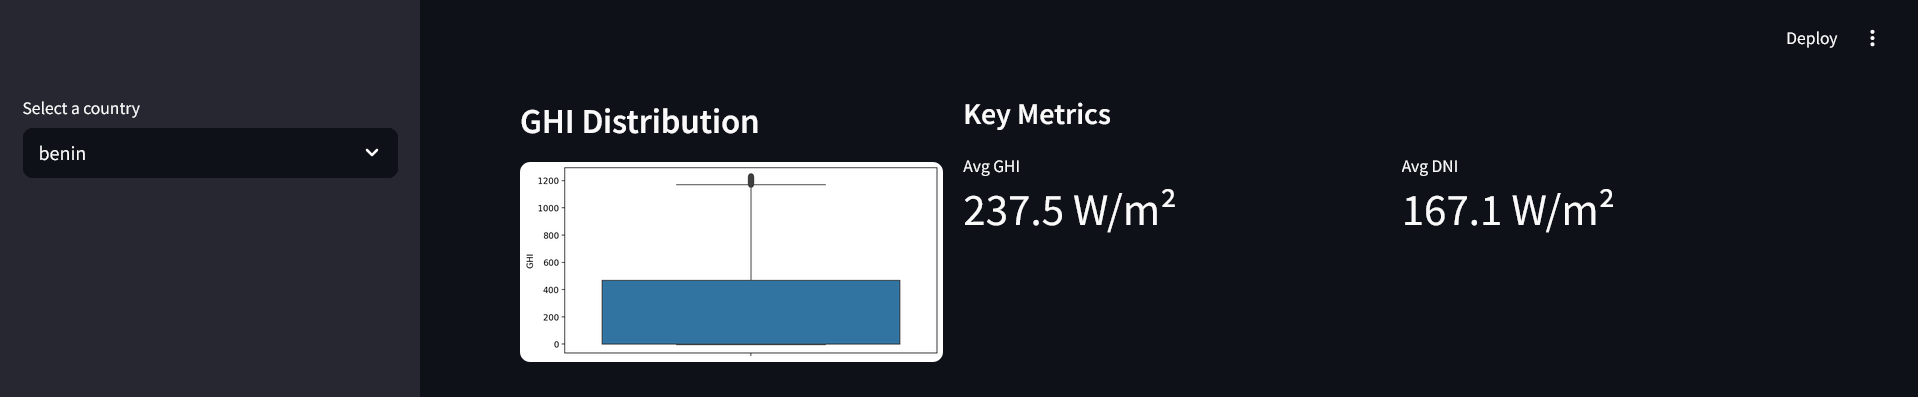 Deploy
Select a country
benin
GHI Distribution
1200
1000
800
600
400
200
0
GHI
Key Metrics
Avg GHI
237.5 W/m²
Avg DNI
167.1 W/m²